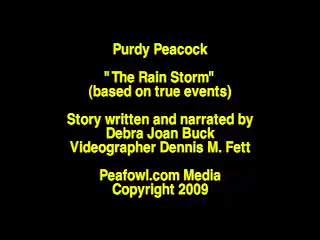 Purdy Peacock
"The Rain Storm"
(based on true events)
Story written and narrated by
Debra Joan Buck
Videographer Dennis M. Fett
Peafowl.com Media
Copyright 2009